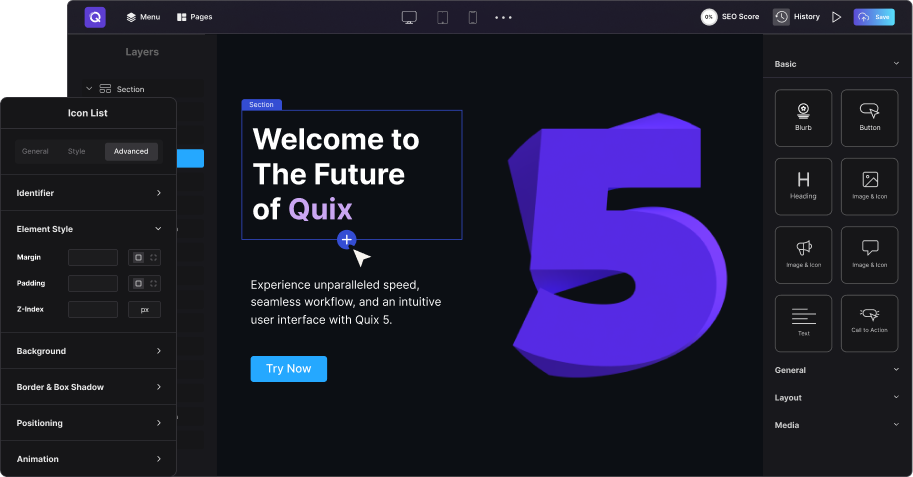 Q
Menu
Pages
0%
SEO Score
History
Save
Layers
Section
Icon List
General
Style
Advanced
Identifier
Element Style
Margin
Padding
Z-Index
px
Background
Border & Box Shadow
Positioning
Animation
Section
Welcome to
The Future
of Quix
Experience unparalleled speed,
seamless workflow, and an intuitive
user interface with Quix 5.
Try Now
5
Basic
Blurb
Button
H
Heading
Image & Icon
Image & Icon
Image & Icon
Text
Call to Action
General
Layout
Media